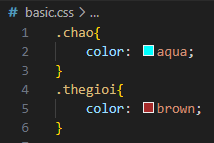 # basic.css > ...
1 .chao{
2     color: aqua;
3 }
4 .thegioi{
5     color: brown;
6 }